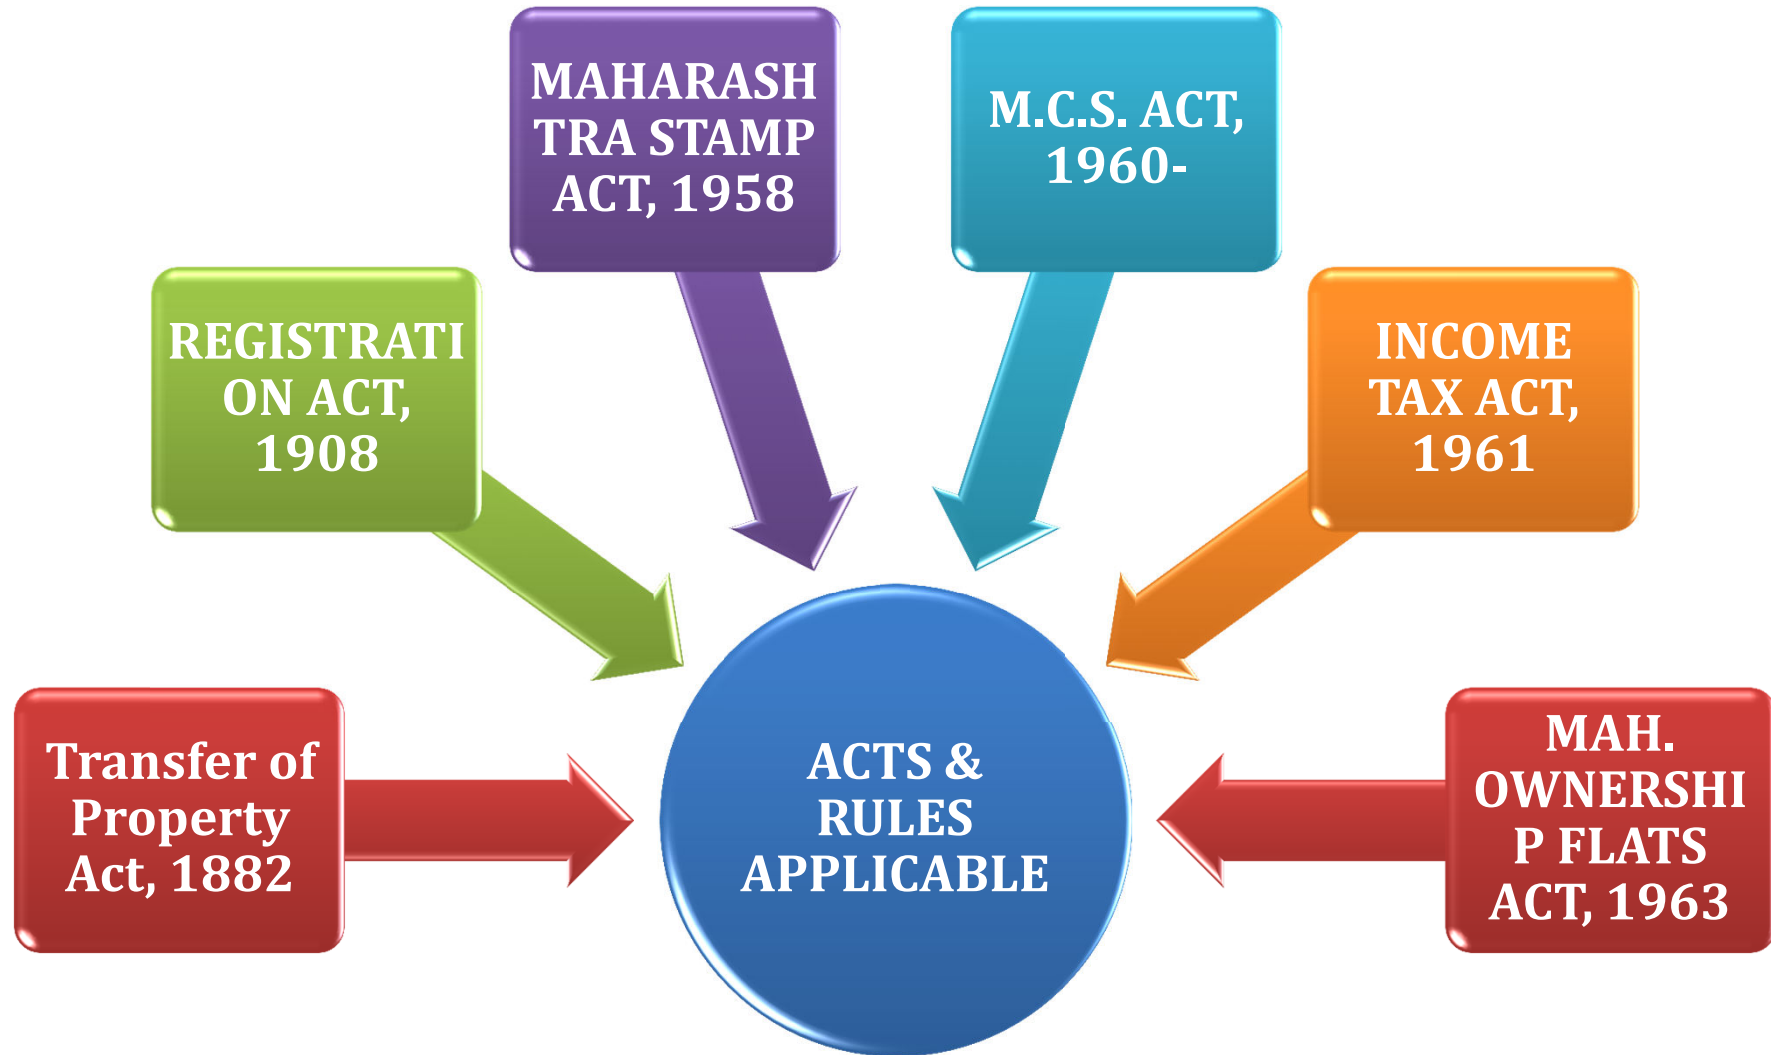 MAHARASH
TRA STAMP
ACT, 1958
M.C.S. ACT,
1960-
REGISTRATI
ON ACT,
1908
INCOME
TAX ACT,
1961
Transfer of
Property
Act, 1882
ACTS &
RULES
APPLICABLE
MAH.
OWNERSHI
P FLATS
ACT, 1963